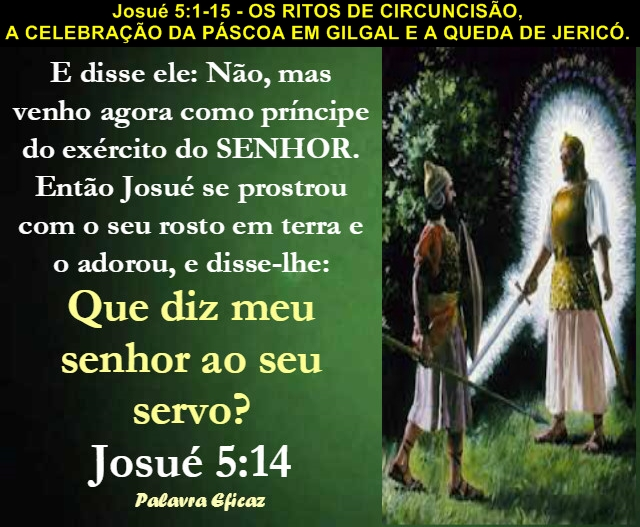 Josué 5:1-15 - OS RITOS DE CIRCUNCISÃO,
A CELEBRAÇÃO DA PÁSCOA EM GILGAL E A QUEDA DE JERICÓ.
E disse ele: Não, mas
venho agora como príncipe
do exército do SENHOR.
Então Josué se prostrou
com o seu rosto em terra e
o adorou, e disse-lhe:
Que diz meu
senhor ao seu
servo?
Josué 5:14
Palavra Eficaz